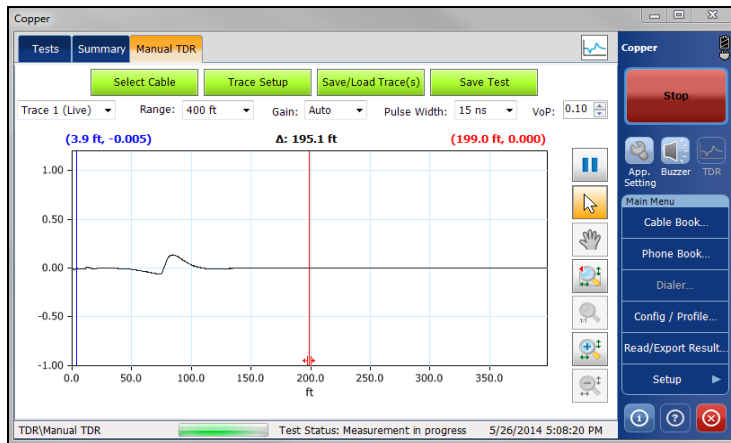 Copper
Tests Summary Manual TDR
Select Cable Trace Setup Save/Load Trace(s) Save Test
Trace 1 (Live) Range: 400 ft Gain: Auto Pulse Width: 15 ns VoP: 0.10
(3.9 ft, -0.005) Δ: 195.1 ft (199.0 ft, 0.000)
1.00
0.50
0.00
-0.50
-1.00
0.0 50.0 100.0 150.0 200.0 250.0 300.0 350.0
ft
1:1
TDR\Manual TDR Test Status: Measurement in progress 5/26/2014 5:08:20 PM
Copper
Stop
App. Setting Buzzer TDR
Main Menu
Cable Book...
Phone Book...
Dialer...
Config / Profile...
Read/Export Result...
Setup